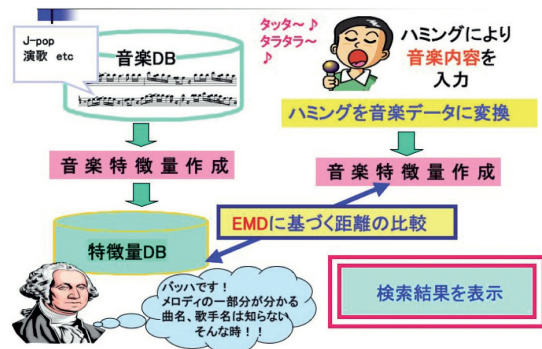 J-pop
演歌 etc
音楽DB
タッタ～♪
タラタラ～
♪
ハミングにより
音楽内容を
入力
ハミングを音楽データに変換
音楽特徴量作成
音楽特徴量作成
EMDに基づく距離の比較
特徴量DB
バッハです！
メロディの一部分が分かる
曲名、歌手名は知らない
そんな時！！
検索結果を表示